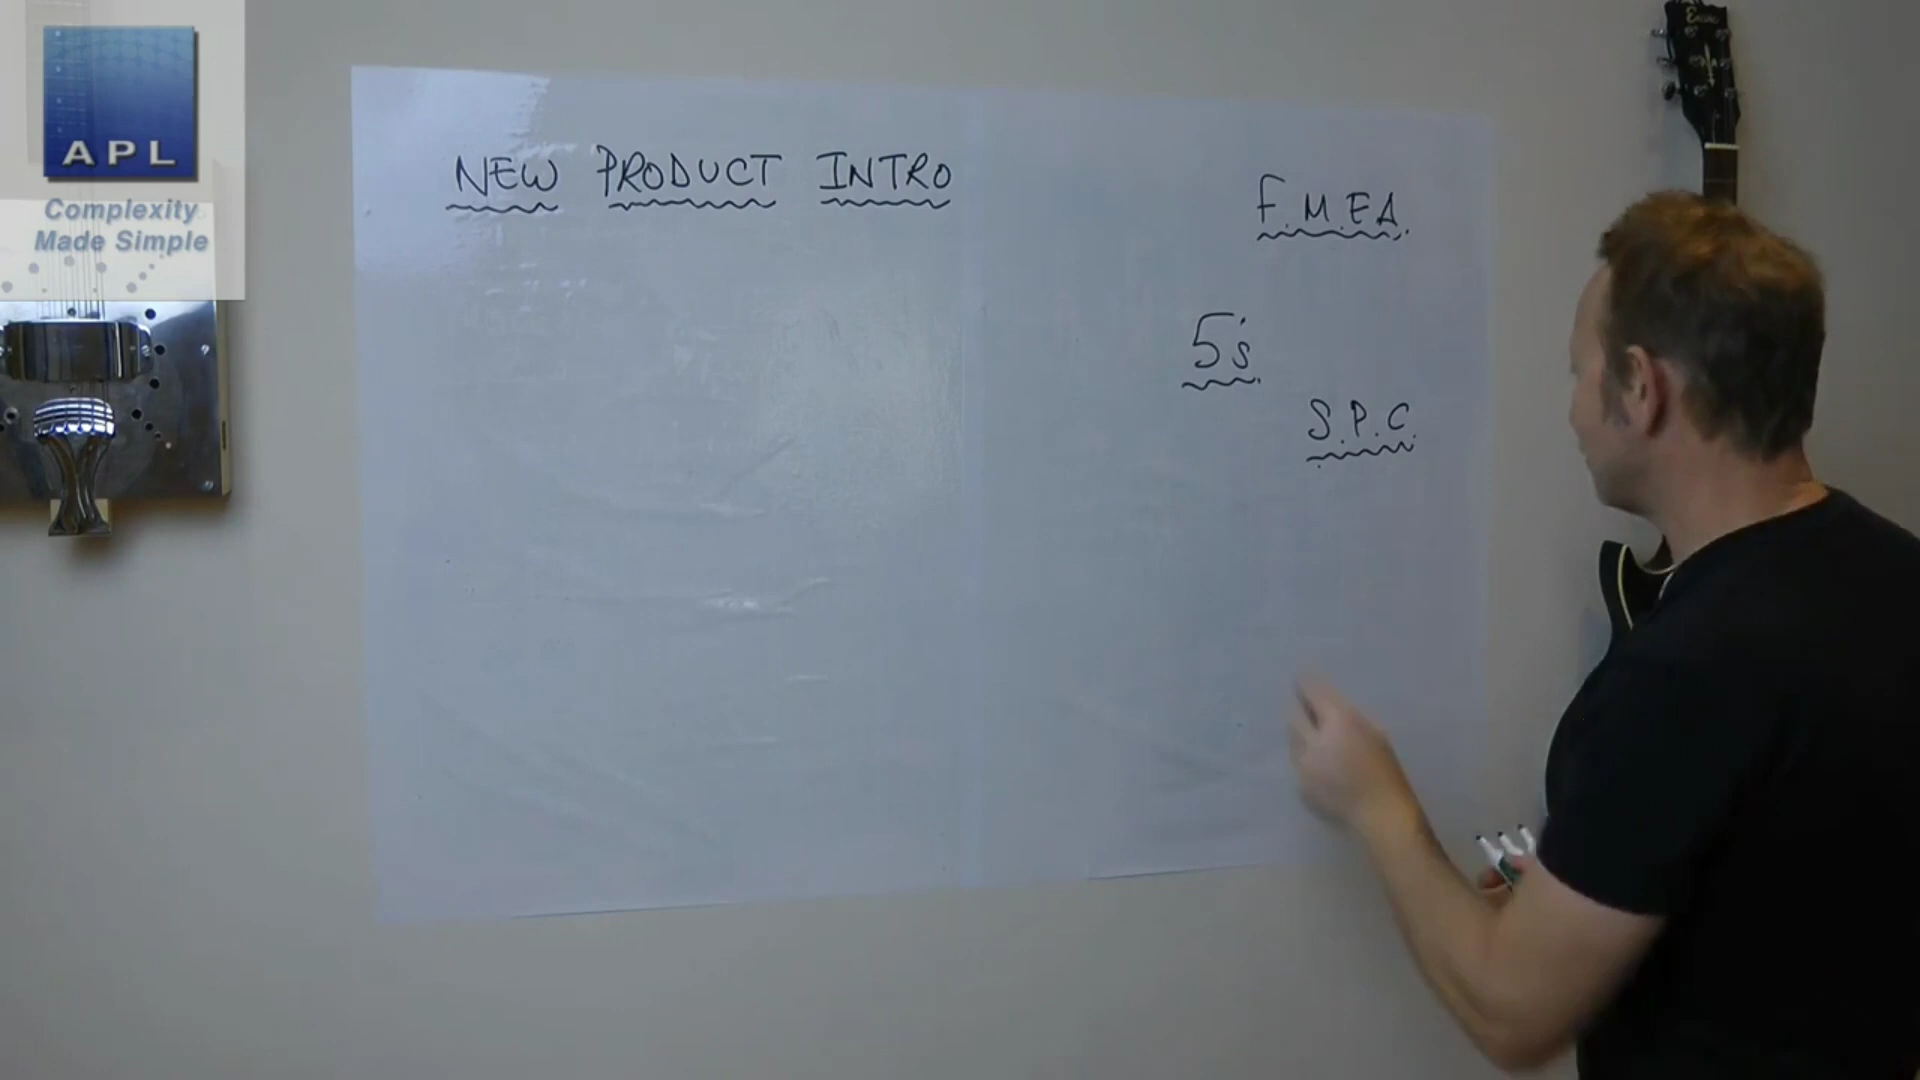 APL
Complexity
Made Simple
NEW PRODUCT INTRO
F.M.E.A.
5's
S.P.C.